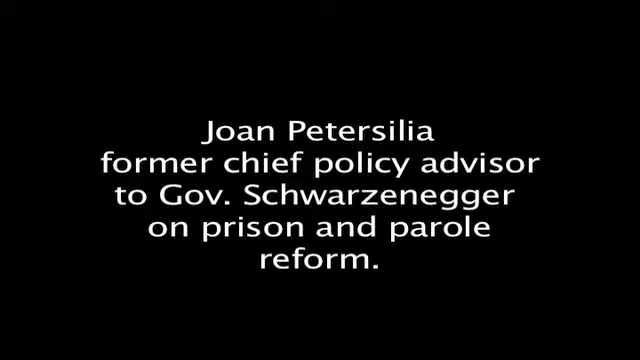 Joan Petersilia
former chief policy advisor
to Gov. Schwarzenegger
on prison and parole
reform.